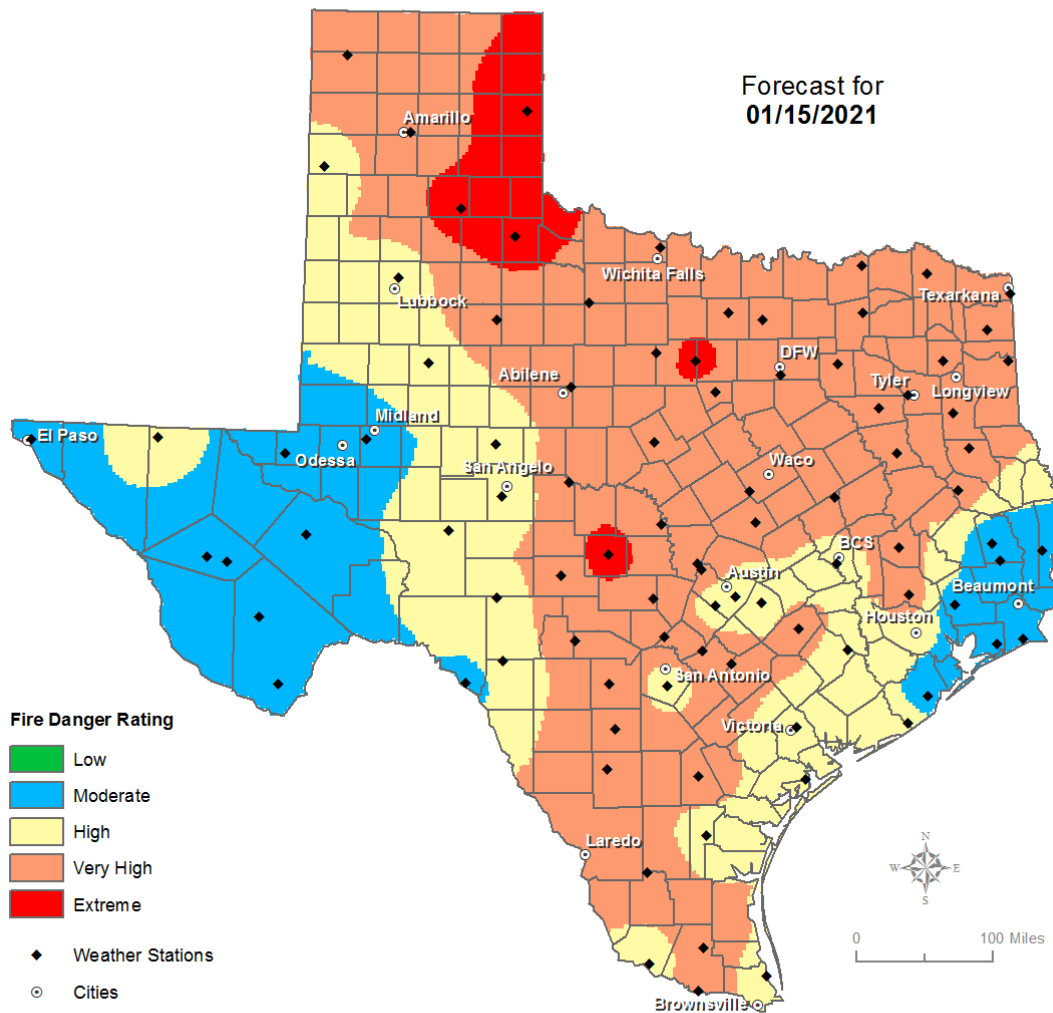 Forecast for
01/15/2021
Amarillo
Wichita Falls
Lubbock
Texarkana
DFW
Abilene
Tyler
Longview
Midland
El Paso
Odessa
San Angelo
Waco
BCS
Austin
Beaumont
Houston
San Antonio
Victoria
Laredo
Brownsville
Fire Danger Rating
Low
Moderate
High
Very High
Extreme
Weather Stations
Cities
N
W E
S
0 100 Miles